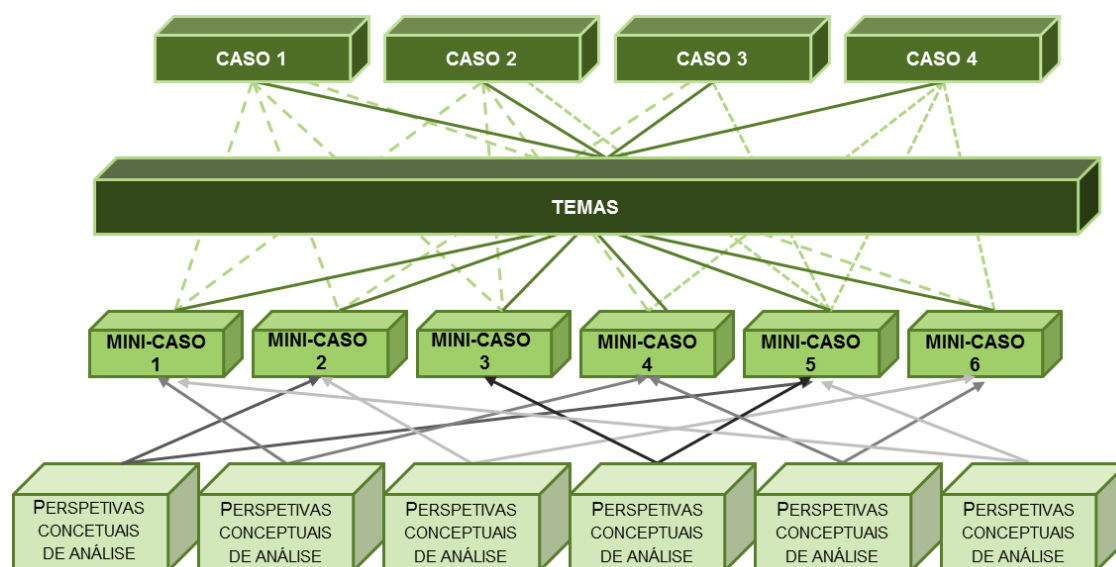 CASO 1
CASO 2
CASO 3
CASO 4
TEMAS
MINI-CASO
1
MINI-CASO
2
MINI-CASO
3
MINI-CASO
4
MINI-CASO
5
MINI-CASO
6
PERSPETIVAS
CONCETUAIS
DE ANÁLISE
PERSPETIVAS
CONCEPTUAIS
DE ANÁLISE
PERSPETIVAS
CONCEPTUAIS
DE ANÁLISE
PERSPETIVAS
CONCEPTUAIS
DE ANÁLISE
PERSPETIVAS
CONCEPTUAIS
DE ANÁLISE
PERSPETIVAS
CONCEPTUAIS
DE ANÁLISE